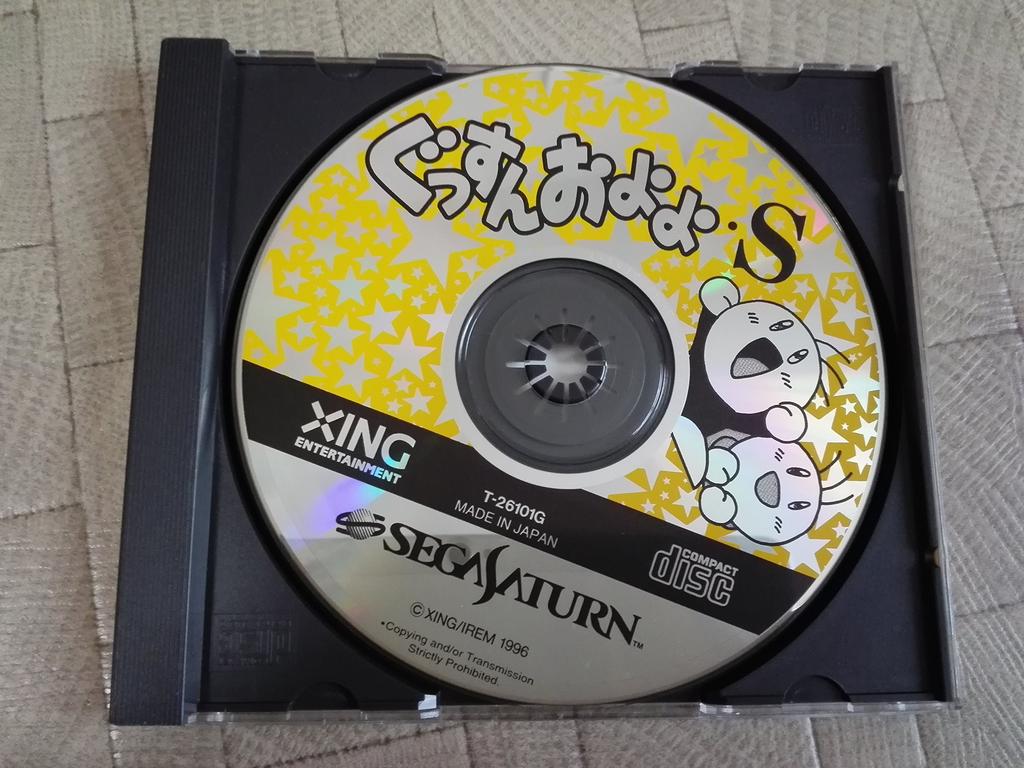 ぐっすんおよよ・S
XING
ENTERTAINMENT
T-26101G
MADE IN JAPAN
COMPACT
disc
SEGA SATURN™
©XING/IREM 1996
•Copying and/or Transmission
Strictly Prohibited.